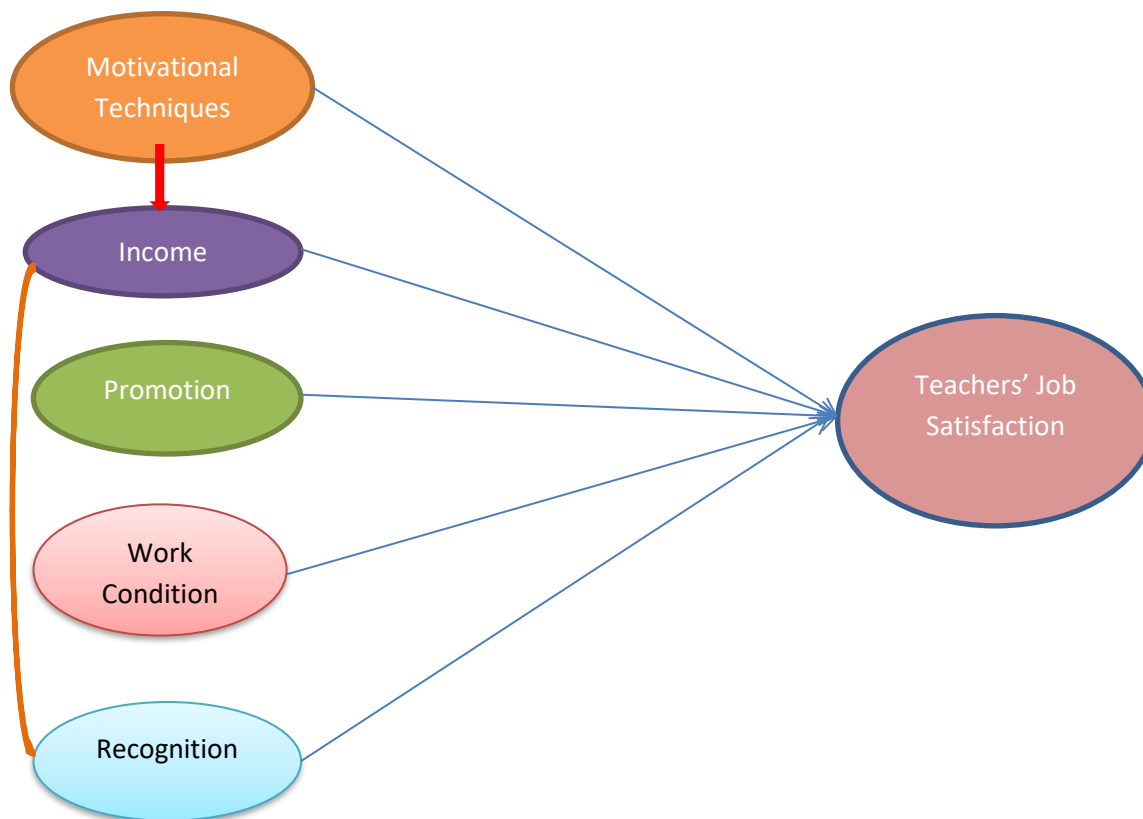 Motivational
Techniques
Income
Promotion
Teachers’ Job
Satisfaction
Work
Condition
Recognition